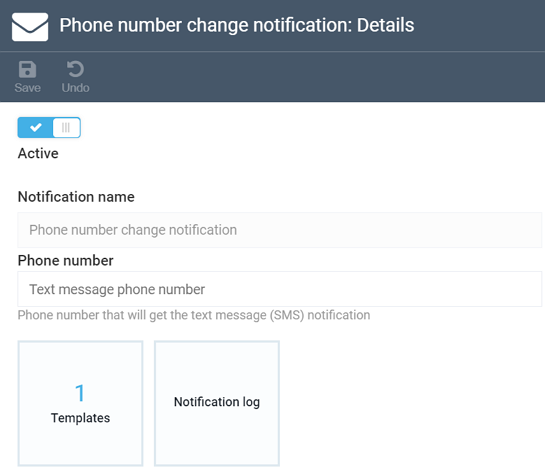 Phone number change notification: Details
Save Undo
Active
Notification name
Phone number change notification
Phone number
Text message phone number
Phone number that will get the text message (SMS) notification
1
Templates
Notification log